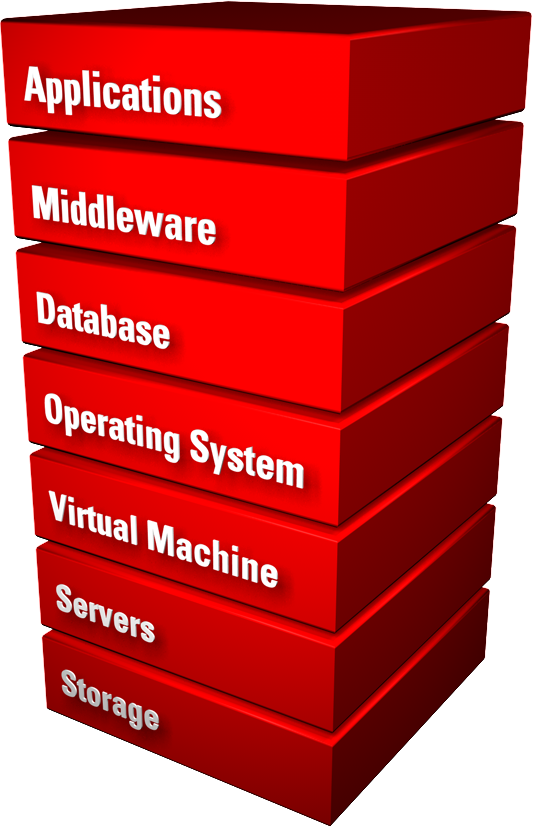 Applications
Middleware
Database
Operating System
Virtual Machine
Servers
Storage